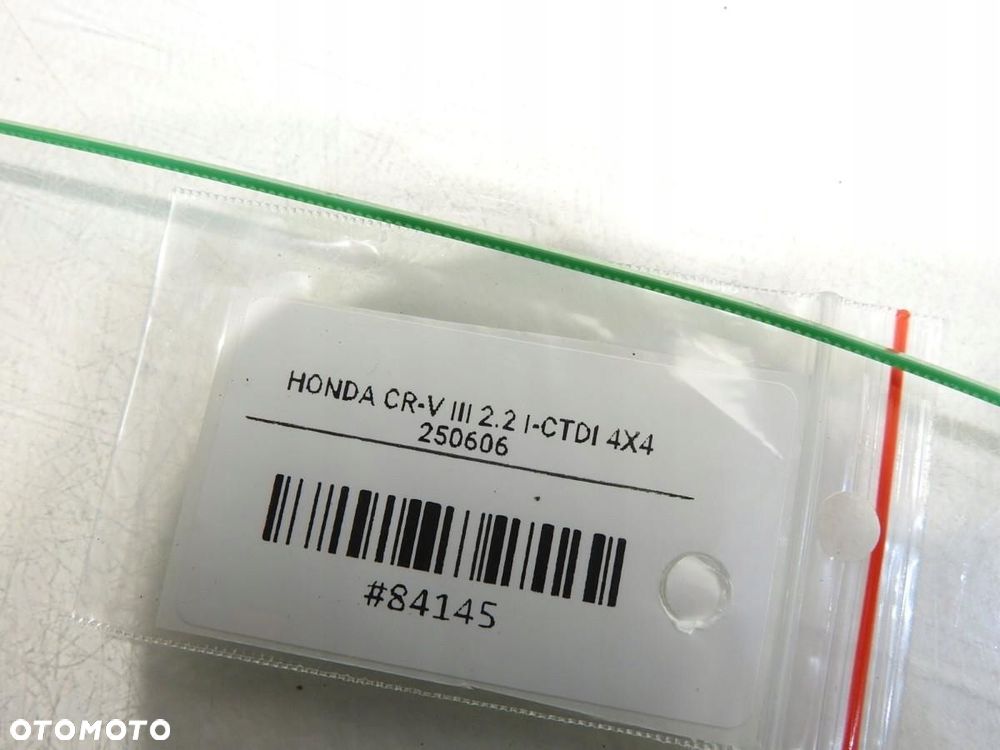 HONDA CR-V III 2.2 I-CTDI 4X4
250606
#84145
OTOMOTO